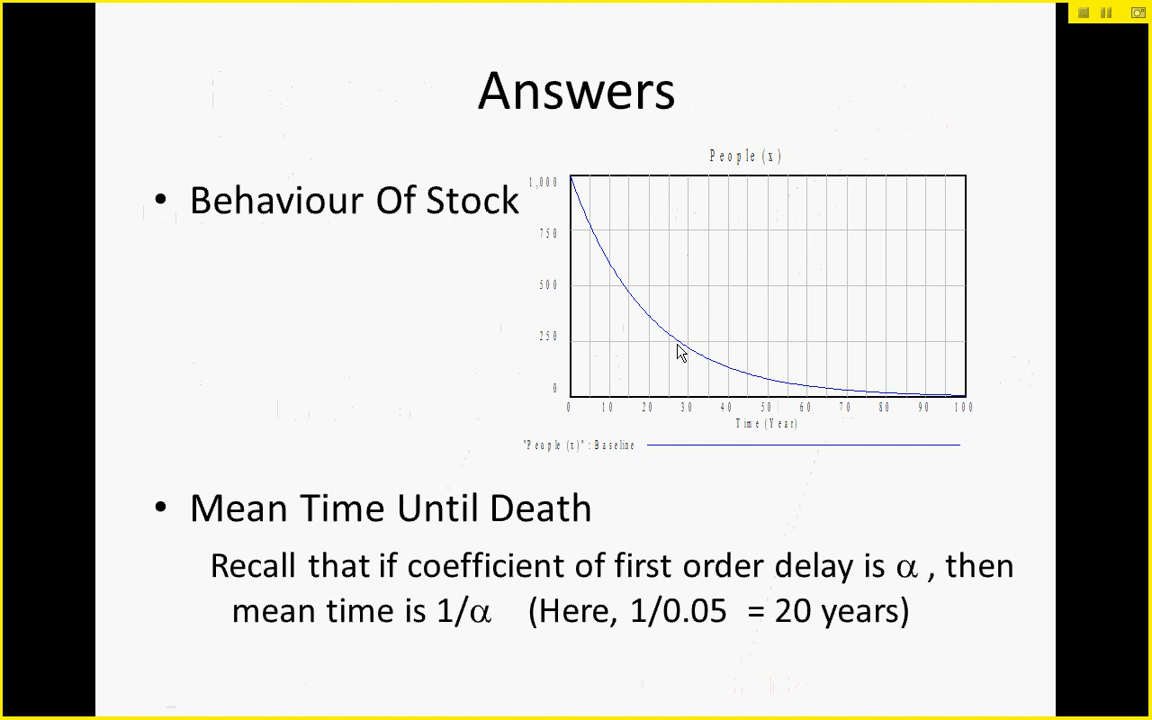 Answers
• Behaviour Of Stock
People (x)
1,000
750
500
250
0
0 10 20 30 40 50 60 70 80 90 100
Time (Year)
"People (x)" : Baseline
• Mean Time Until Death
Recall that if coefficient of first order delay is α , then
mean time is 1/α (Here, 1/0.05 = 20 years)